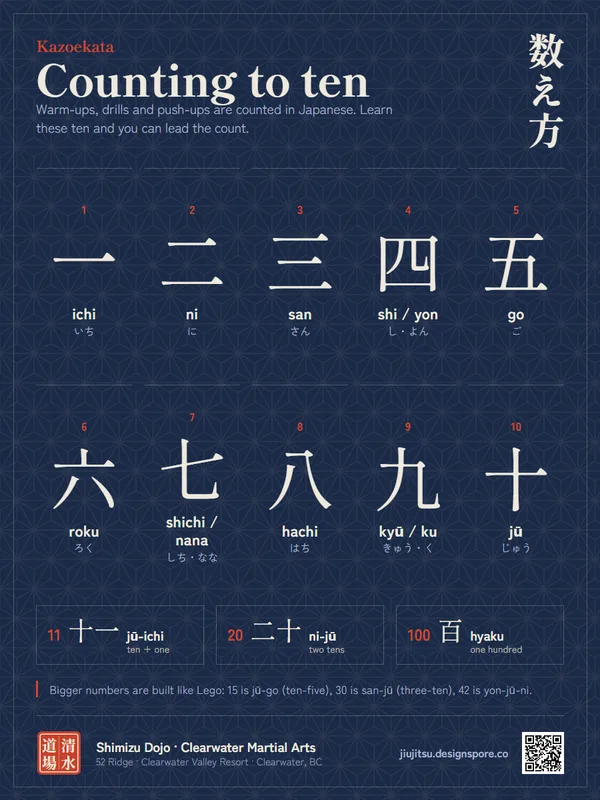 Kazoekata
Counting to ten
Warm-ups, drills and push-ups are counted in Japanese. Learn
these ten and you can lead the count.
数え方
1
一
ichi
いち
2
二
ni
に
3
三
san
さん
4
四
shi / yon
し・よん
5
五
go
ご
6
六
roku
ろく
7
七
shichi /
nana
しち・なな
8
八
hachi
はち
9
九
kyū / ku
きゅう・く
10
十
jū
じゅう
11 十一 jū-ichi
ten + one
20 二十 ni-jū
two tens
100 百 hyaku
one hundred
Bigger numbers are built like Lego: 15 is jū-go (ten-five), 30 is san-jū (three-ten), 42 is yon-jū-ni.
清水
道場
Shimizu Dojo · Clearwater Martial Arts
52 Ridge · Clearwater Valley Resort · Clearwater, BC
jiujitsu.designspore.co